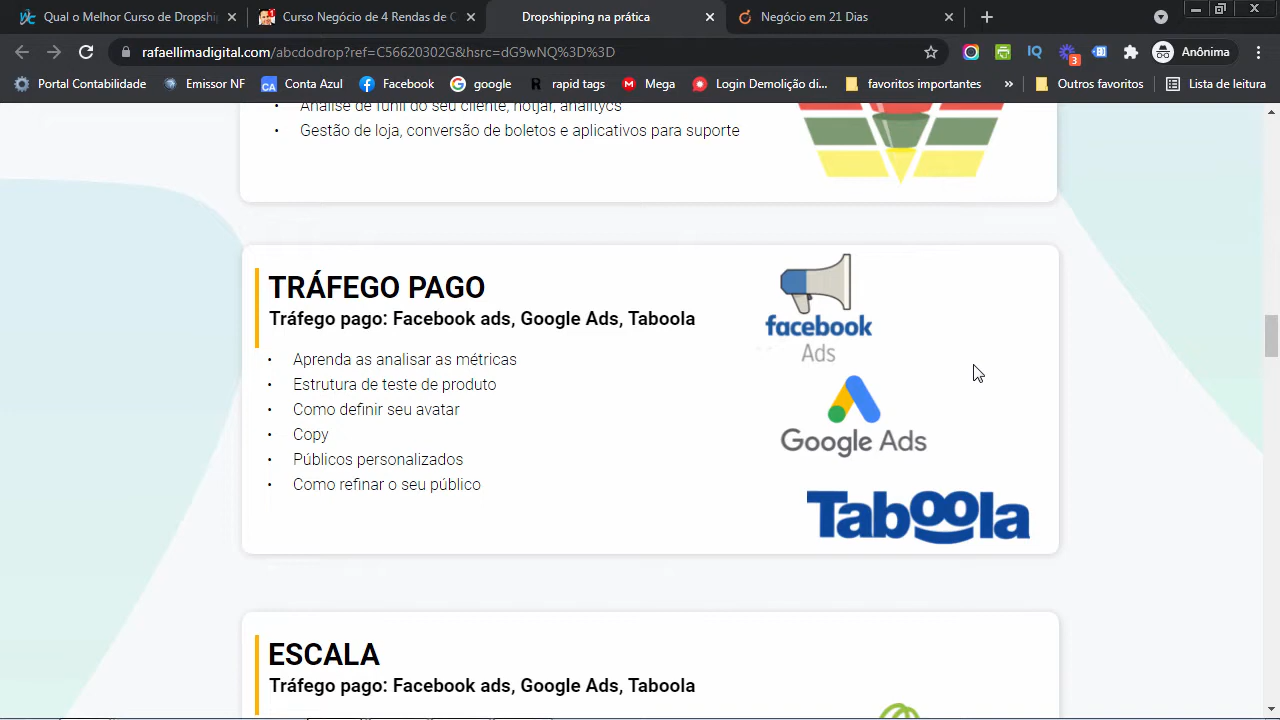 Qual o Melhor Curso de Dropshi
Curso Negócio de 4 Rendas de C
Dropshipping na prática
Negócio em 21 Dias
rafaellimadigital.com/abcdodrop?ref=C56620302G&hsrc=dG9wNQ%3D%3D
IQ
3
Anônima
Portal Contabilidade
Emissor NF
CA
Conta Azul
Facebook
google
R
rapid tags
M
Mega
Login Demolição di...
favoritos importantes
»
Outros favoritos
Lista de leitura
• Análise de funil do seu cliente, hotjar, analitycs
• Gestão de loja, conversão de boletos e aplicativos para suporte
TRÁFEGO PAGO
Tráfego pago: Facebook ads, Google Ads, Taboola
• Aprenda as analisar as métricas
• Estrutura de teste de produto
• Como definir seu avatar
• Copy
• Públicos personalizados
• Como refinar o seu público
facebook
Ads
Google Ads
Taboola
ESCALA
Tráfego pago: Facebook ads, Google Ads, Taboola